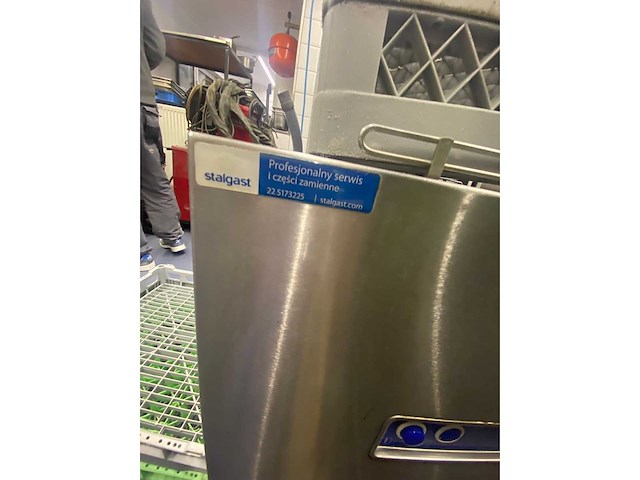 stalgast
Profesjonalny serwis
i części zamienne
22 5173225 | stalgast.com